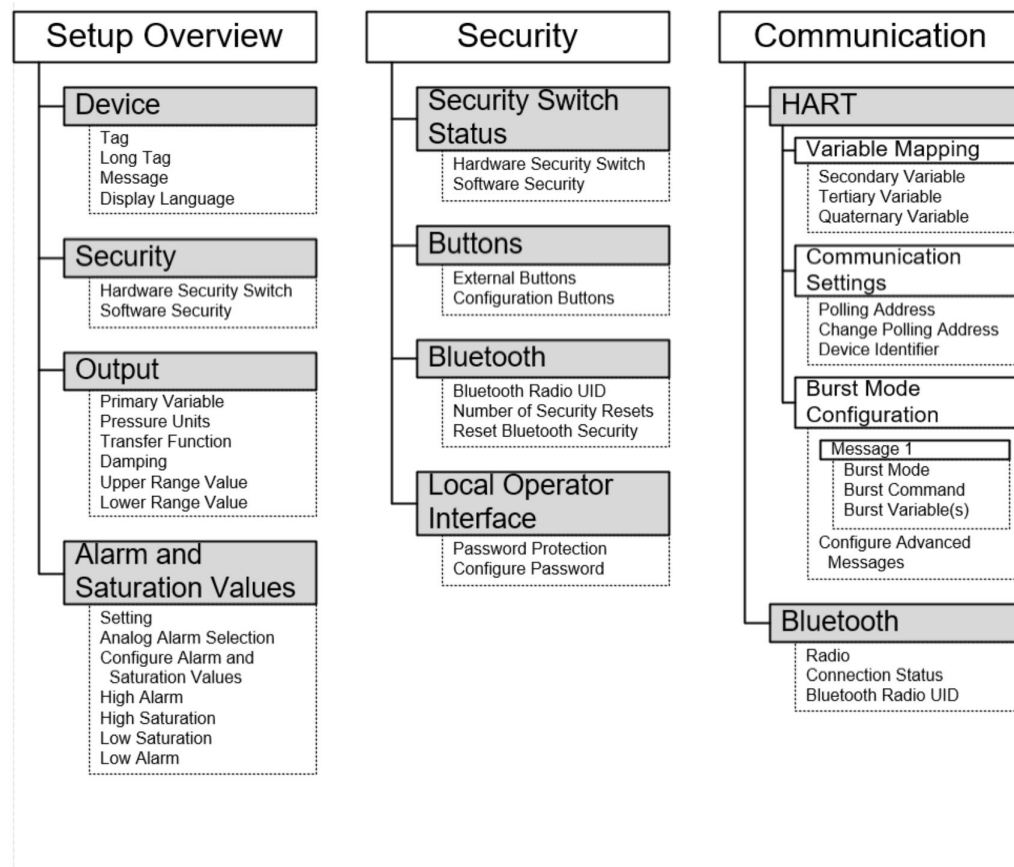 Setup Overview
Device
Tag
Long Tag
Message
Display Language
Security
Hardware Security Switch
Software Security
Output
Primary Variable
Pressure Units
Transfer Function
Damping
Upper Range Value
Lower Range Value
Alarm and
Saturation Values
Setting
Analog Alarm Selection
Configure Alarm and
Saturation Values
High Alarm
High Saturation
Low Saturation
Low Alarm
Security
Security Switch
Status
Hardware Security Switch
Software Security
Buttons
External Buttons
Configuration Buttons
Bluetooth
Bluetooth Radio UID
Number of Security Resets
Reset Bluetooth Security
Local Operator
Interface
Password Protection
Configure Password
Communication
HART
Variable Mapping
Secondary Variable
Tertiary Variable
Quaternary Variable
Communication
Settings
Polling Address
Change Polling Address
Device Identifier
Burst Mode
Configuration
Message 1
Burst Mode
Burst Command
Burst Variable(s)
Configure Advanced
Messages
Bluetooth
Radio
Connection Status
Bluetooth Radio UID